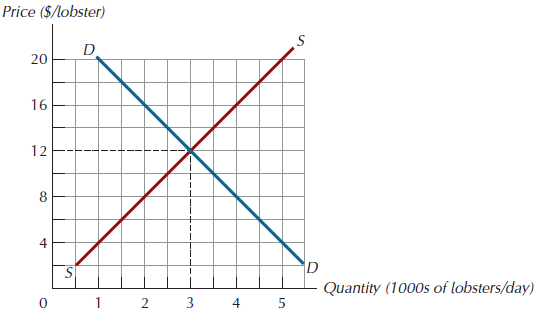 Price ($/lobster)
S
D
20
16
12
8
4
S
D
Quantity (1000s of lobsters/day)
0 1 2 3 4 5